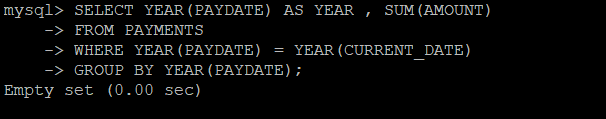 mysql> SELECT YEAR(PAYDATE) AS YEAR , SUM(AMOUNT)
    -> FROM PAYMENTS
    -> WHERE YEAR(PAYDATE) = YEAR(CURRENT_DATE)
    -> GROUP BY YEAR(PAYDATE);
Empty set (0.00 sec)